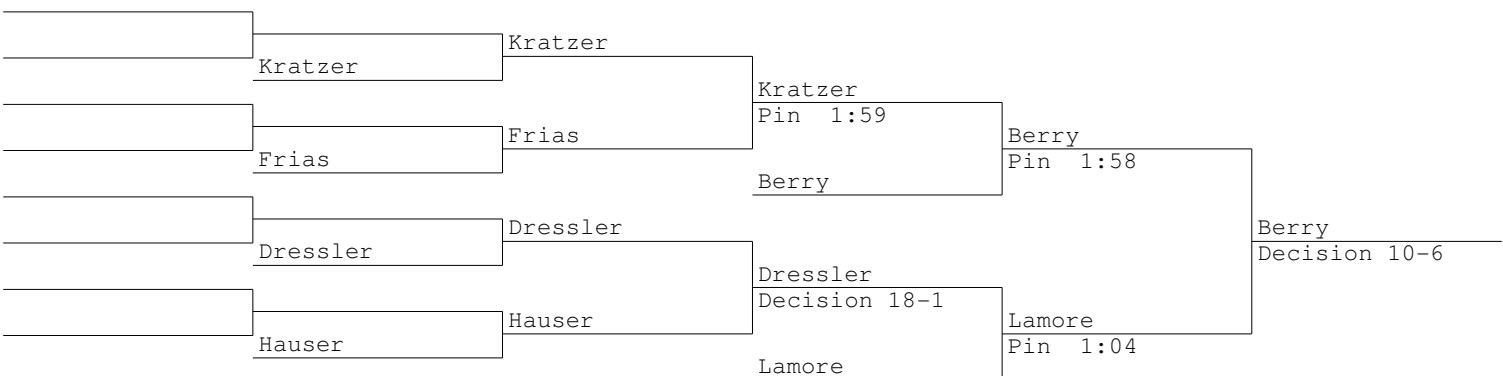 Kratzer
Kratzer
Kratzer
Pin 1:59
Frias
Berry
Pin 1:58
Frias
Berry
Dressler
Berry
Dressler
Decision 10-6
Dressler
Decision 18-1
Hauser
Lamore
Hauser
Pin 1:04
Lamore